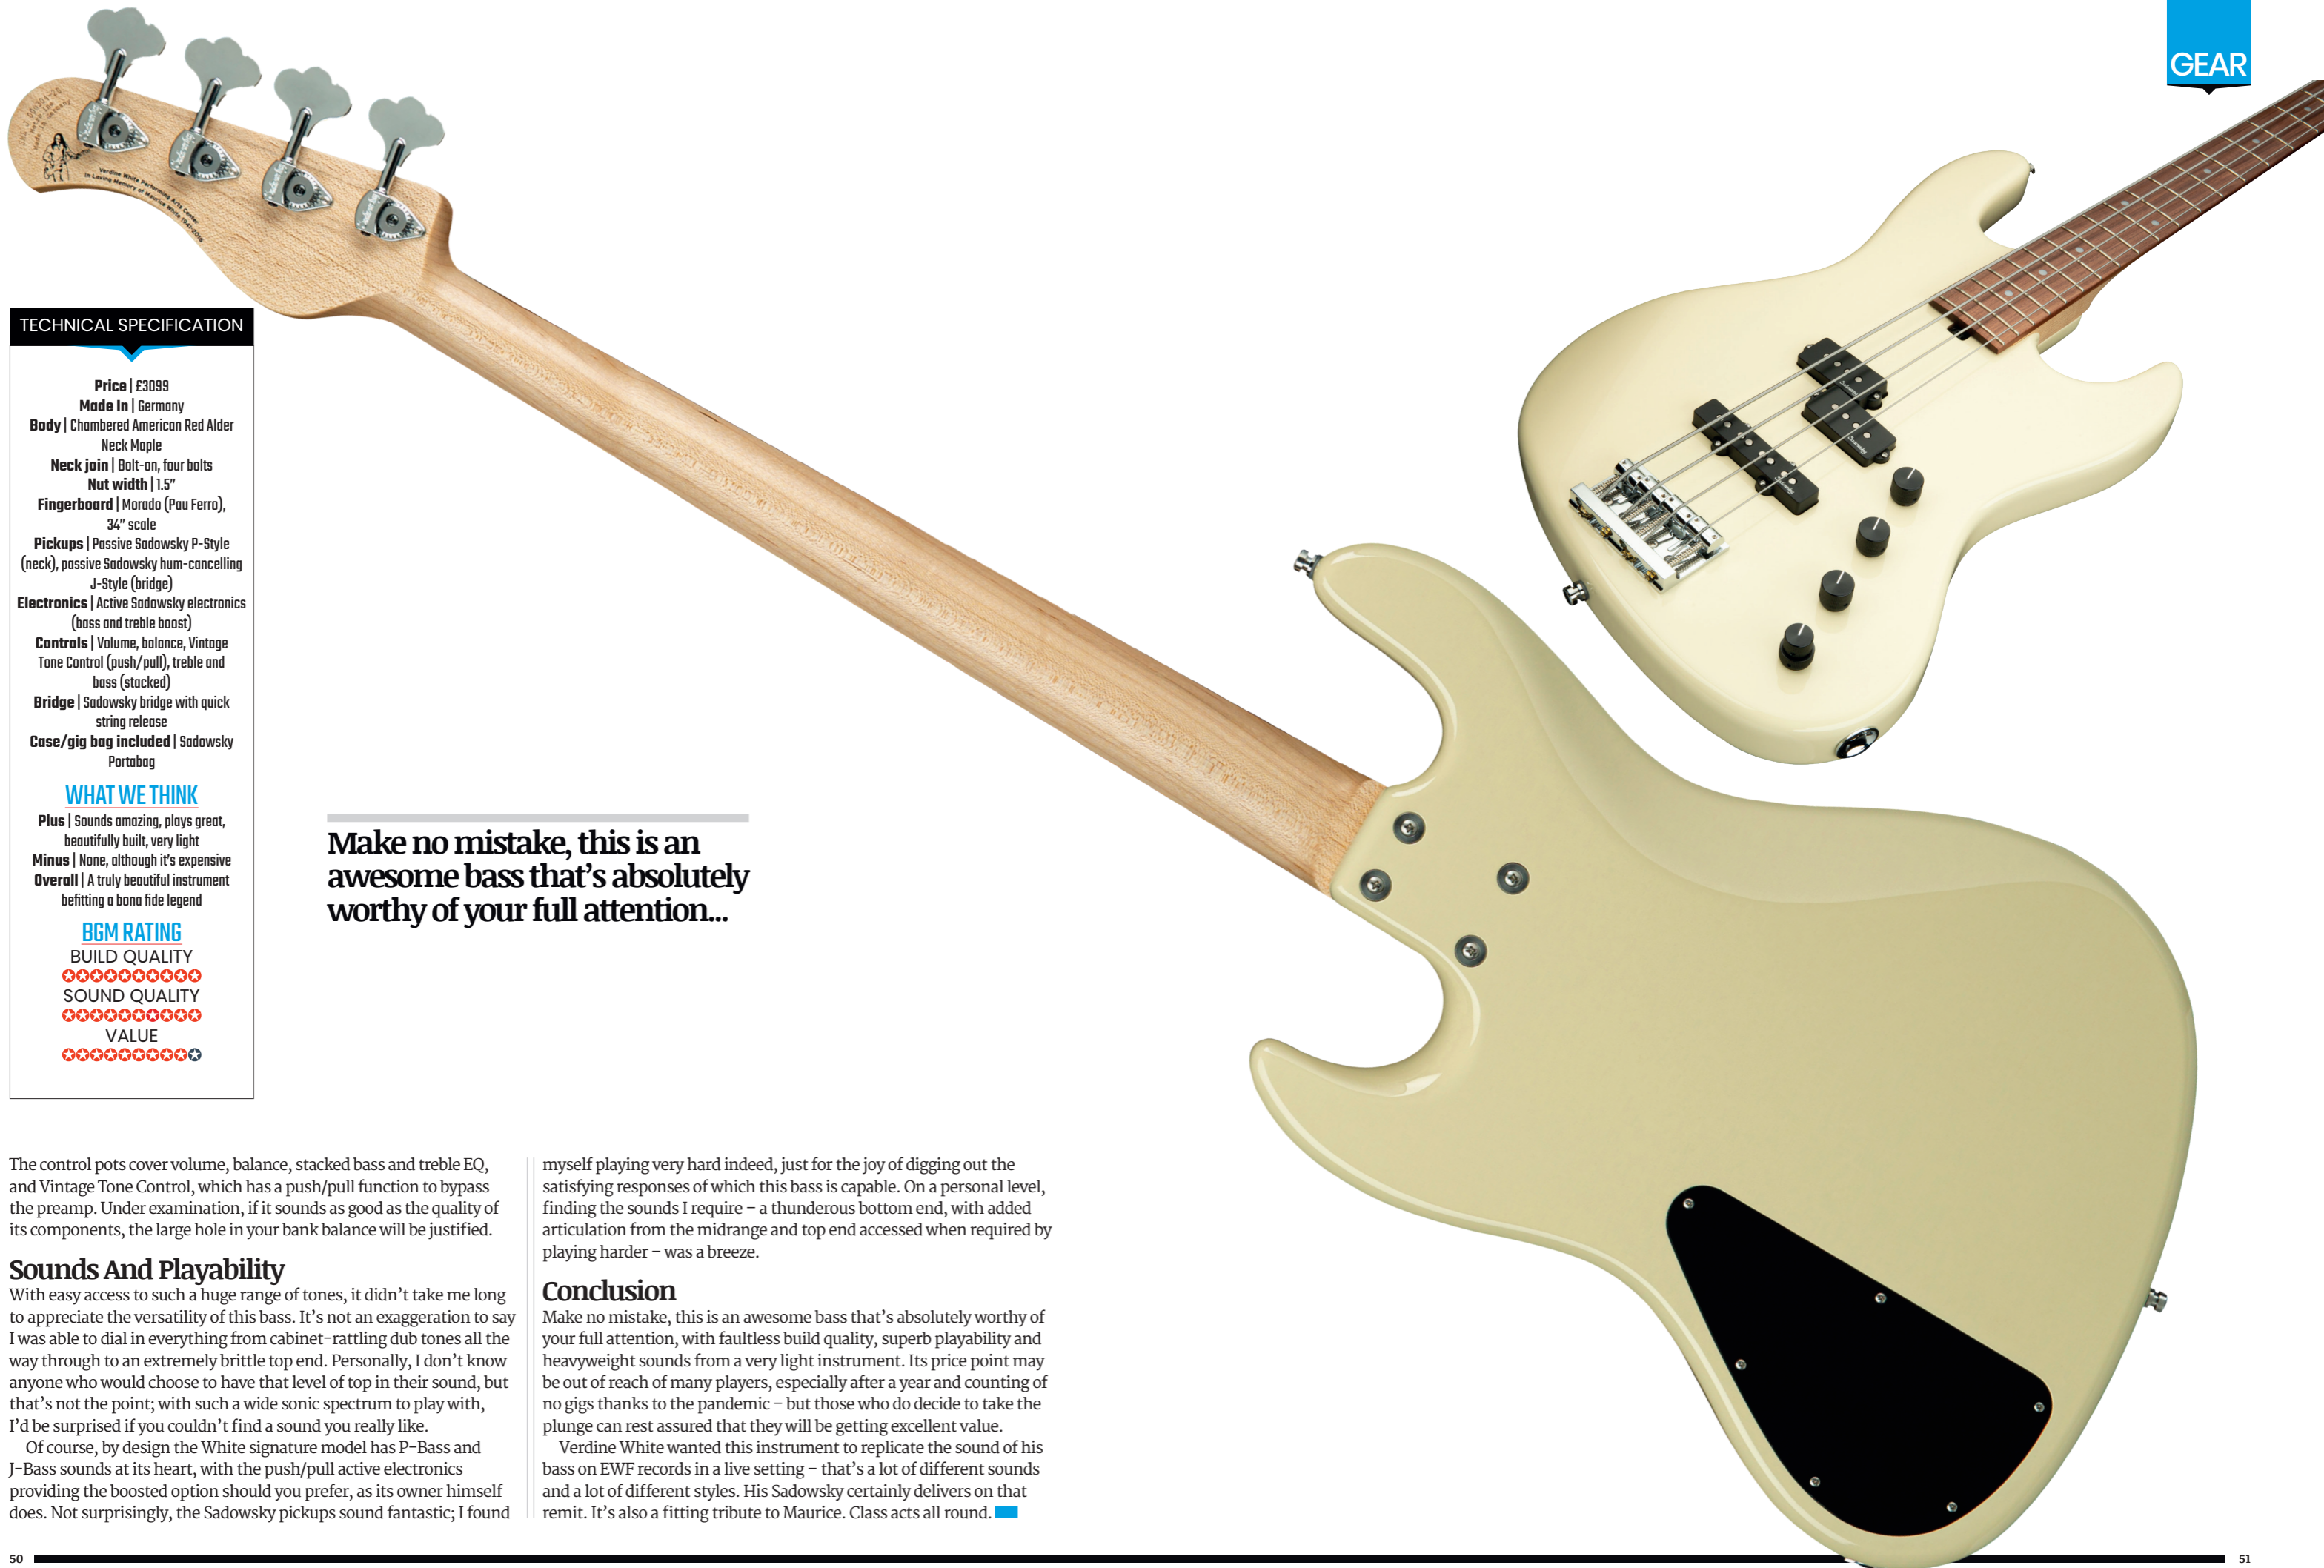 GEAR
Verdine White Performing Arts Center
In Loving Memory of Maurice White 1941-2016
TECHNICAL SPECIFICATION
Price | £3099
Made In | Germany
Body | Chambered American Red Alder
Neck Maple
Neck join | Bolt-on, four bolts
Nut width | 1.5”
Fingerboard | Morado (Pau Ferro),
34” scale
Pickups | Passive Sadowsky P-Style
(neck), passive Sadowsky hum-cancelling
J-Style (bridge)
Electronics | Active Sadowsky electronics
(bass and treble boost)
Controls | Volume, balance, Vintage
Tone Control (push/pull), treble and
bass (stacked)
Bridge | Sadowsky bridge with quick
string release
Case/gig bag included | Sadowsky
Portabag
WHAT WE THINK
Plus | Sounds amazing, plays great,
beautifully built, very light
Minus | None, although it’s expensive
Overall | A truly beautiful instrument
befitting a bona fide legend
BGM RATING
BUILD QUALITY
SOUND QUALITY
VALUE
Make no mistake, this is an
awesome bass that’s absolutely
worthy of your full attention...
The control pots cover volume, balance, stacked bass and treble EQ,
and Vintage Tone Control, which has a push/pull function to bypass
the preamp. Under examination, if it sounds as good as the quality of
its components, the large hole in your bank balance will be justified.
Sounds And Playability
With easy access to such a huge range of tones, it didn’t take me long
to appreciate the versatility of this bass. It’s not an exaggeration to say
I was able to dial in everything from cabinet-rattling dub tones all the
way through to an extremely brittle top end. Personally, I don’t know
anyone who would choose to have that level of top in their sound, but
that’s not the point; with such a wide sonic spectrum to play with,
I’d be surprised if you couldn’t find a sound you really like.
Of course, by design the White signature model has P-Bass and
J-Bass sounds at its heart, with the push/pull active electronics
providing the boosted option should you prefer, as its owner himself
does. Not surprisingly, the Sadowsky pickups sound fantastic; I found
myself playing very hard indeed, just for the joy of digging out the
satisfying responses of which this bass is capable. On a personal level,
finding the sounds I require – a thunderous bottom end, with added
articulation from the midrange and top end accessed when required by
playing harder – was a breeze.
Conclusion
Make no mistake, this is an awesome bass that’s absolutely worthy of
your full attention, with faultless build quality, superb playability and
heavyweight sounds from a very light instrument. Its price point may
be out of reach of many players, especially after a year and counting of
no gigs thanks to the pandemic – but those who do decide to take the
plunge can rest assured that they will be getting excellent value.
Verdine White wanted this instrument to replicate the sound of his
bass on EWF records in a live setting – that’s a lot of different sounds
and a lot of different styles. His Sadowsky certainly delivers on that
remit. It’s also a fitting tribute to Maurice. Class acts all round.
50
51